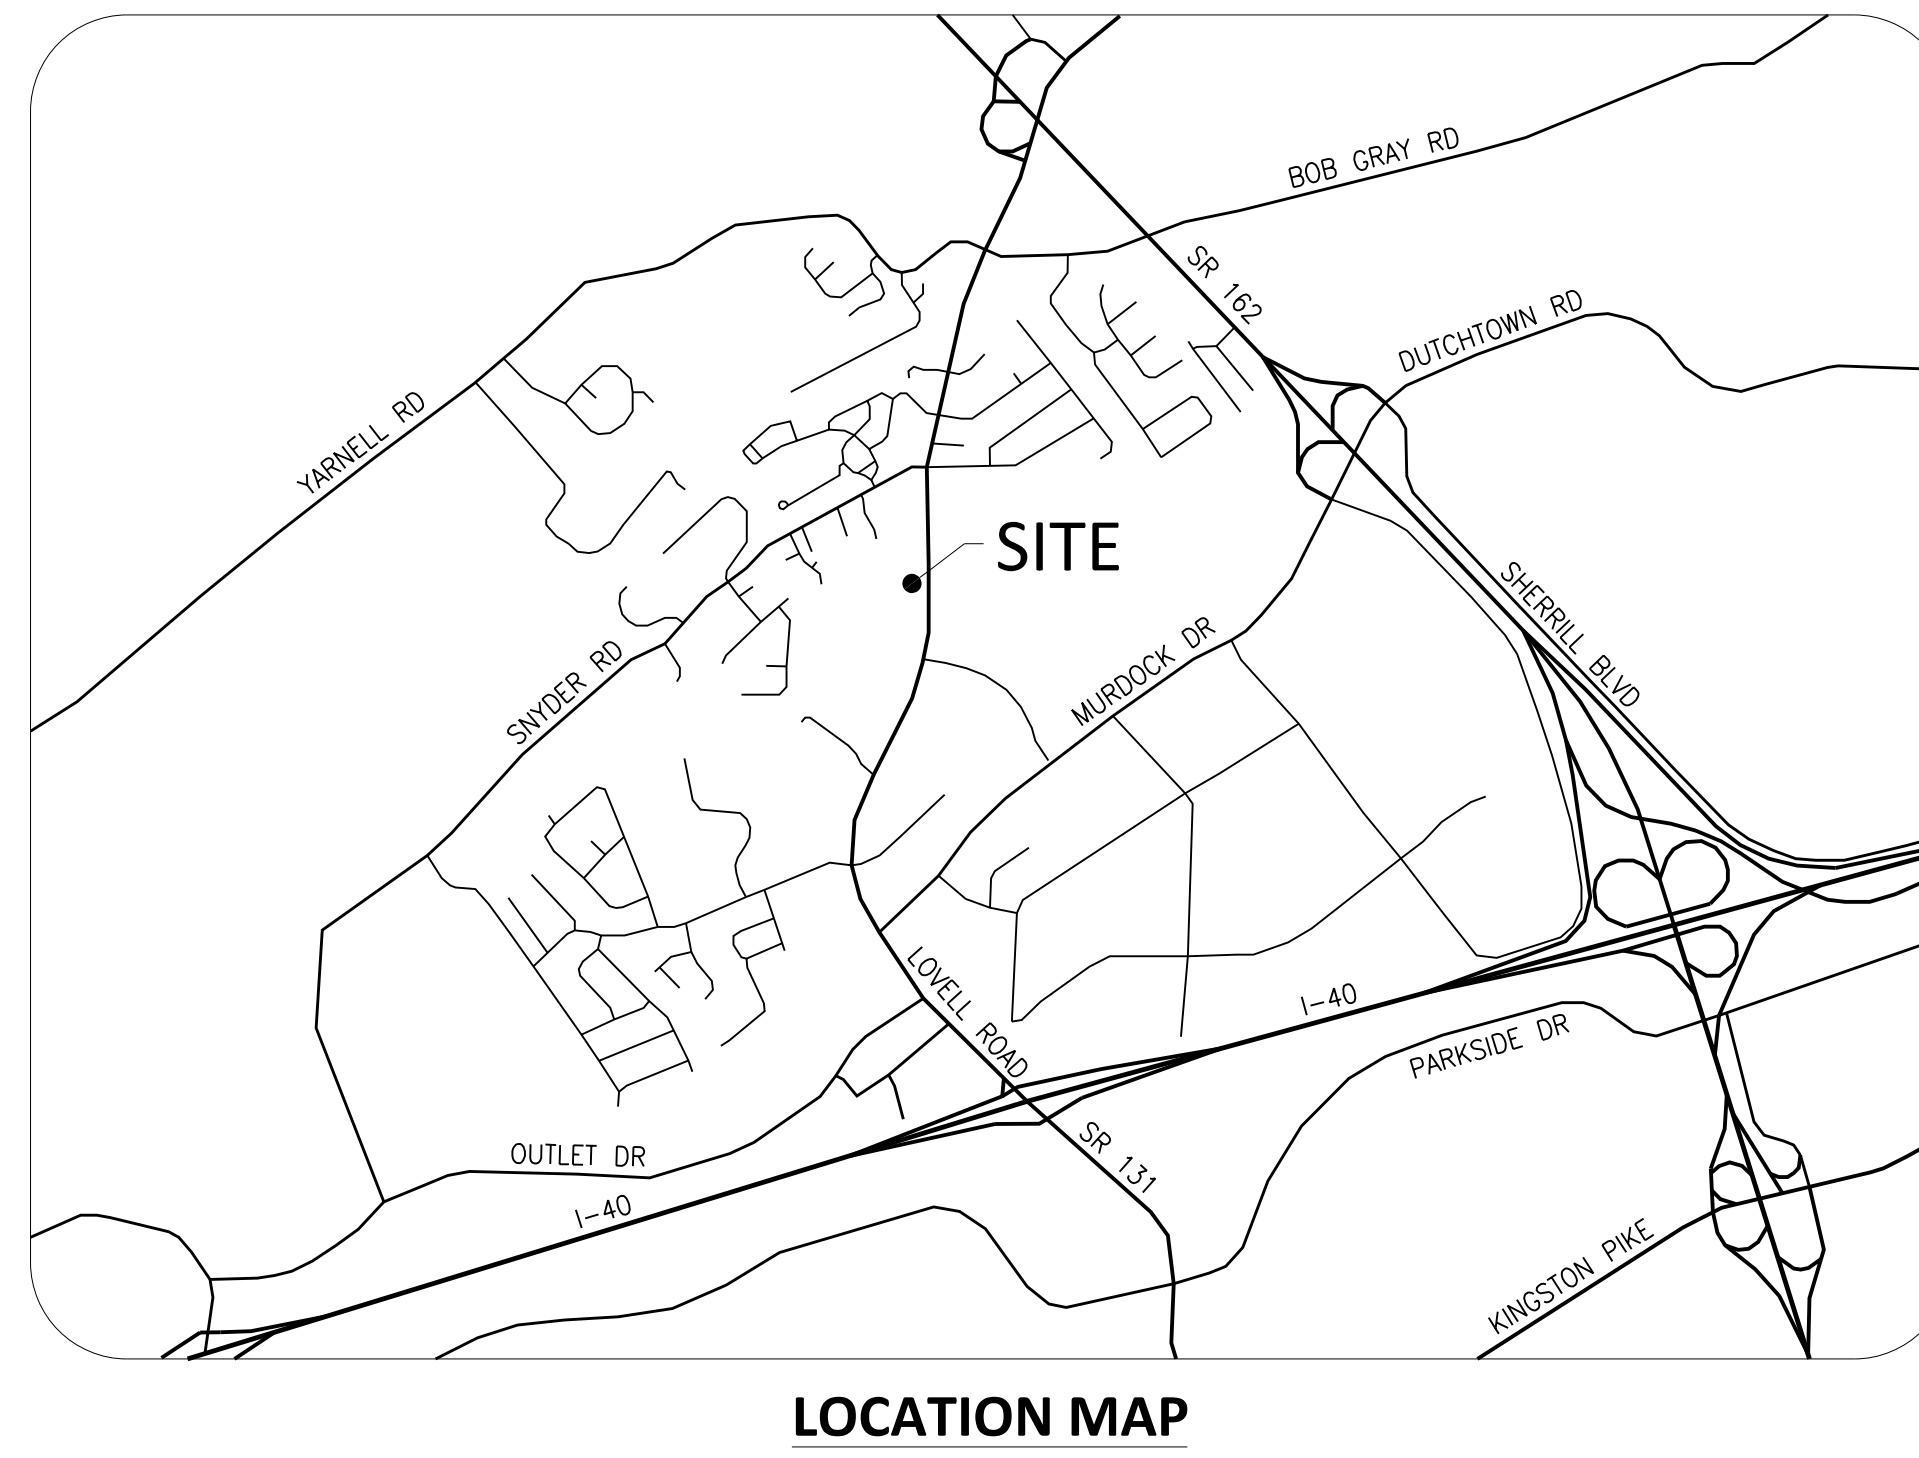 BOB GRAY RD
SR 162
DUTCHTOWN RD
YARNELL RD
SITE
SHERRILL BLVD
SNYDER RD
MURDOCK DR
LOVELL ROAD
I-40
PARKSIDE DR
OUTLET DR
SR 131
I-40
KINGSTON PIKE
LOCATION MAP